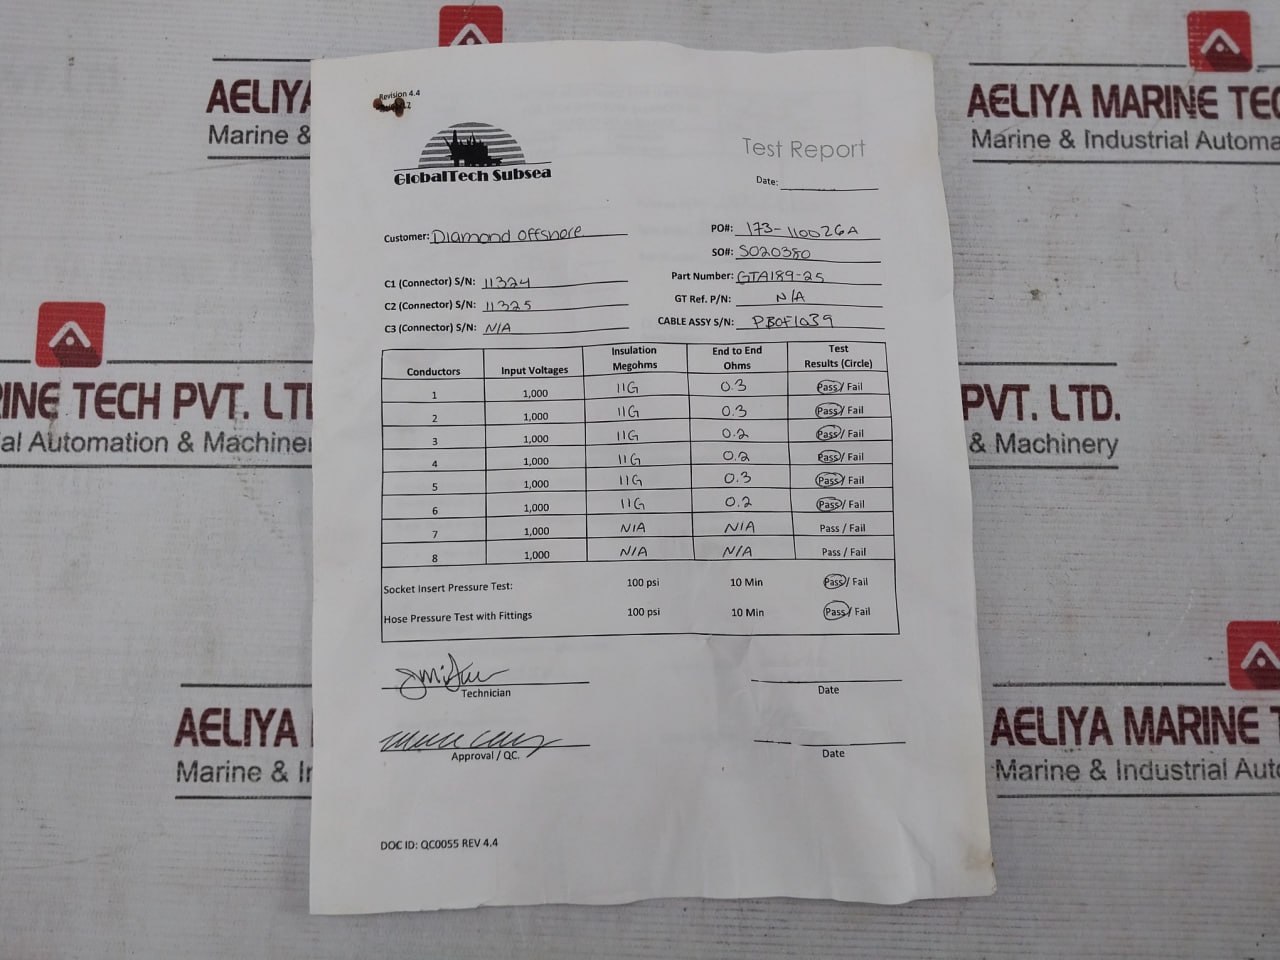 AELIYA MARINE TEC
Marine & Industrial Automa
AELIYA
Marine &
Revision 4.4
GlobalTech Subsea
Test Report
Date:
Customer: Diamond Offshore
PO#: 173-110026A
SO#: SO20380
C1 (Connector) S/N: 11324
Part Number: GTA189-25
C2 (Connector) S/N: 11325
GT Ref. P/N: N/A
C3 (Connector) S/N: N/A
CABLE ASSY S/N: PBOF1039
Conductors Input Voltages Insulation Megohms End to End Ohms Test Results (Circle)
1 1,000 11G 0.3 Pass / Fail
2 1,000 11G 0.3 Pass / Fail
3 1,000 11G 0.2 Pass / Fail
4 1,000 11G 0.2 Pass / Fail
5 1,000 11G 0.3 Pass / Fail
6 1,000 11G 0.2 Pass / Fail
7 1,000 N/A N/A Pass / Fail
8 1,000 N/A N/A Pass / Fail
Socket Insert Pressure Test: 100 psi 10 Min Pass / Fail
Hose Pressure Test with Fittings 100 psi 10 Min Pass / Fail
Technician
Date
Approval / QC.
Date
DOC ID: QC0055 REV 4.4
RINE TECH PVT. LTD
al Automation & Machiner
PVT. LTD.
& Machinery
AELIYA
Marine & In
AELIYA MARINE T
Marine & Industrial Auto